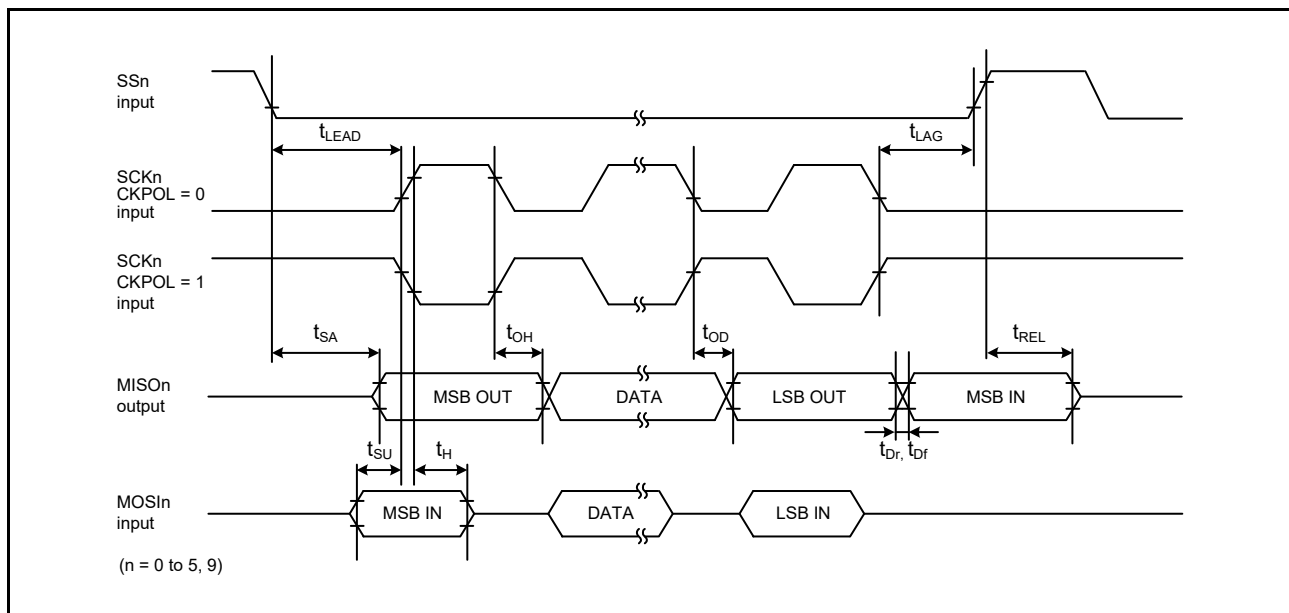 SSn
input
tLEAD
tLAG
SCKn
CKPOL = 0
input
SCKn
CKPOL = 1
input
tSA
tOH
tOD
tREL
MISOn
output
MSB OUT
DATA
LSB OUT
MSB IN
tSU
tH
tDr, tDf
MOSIn
input
MSB IN
DATA
LSB IN
(n = 0 to 5, 9)